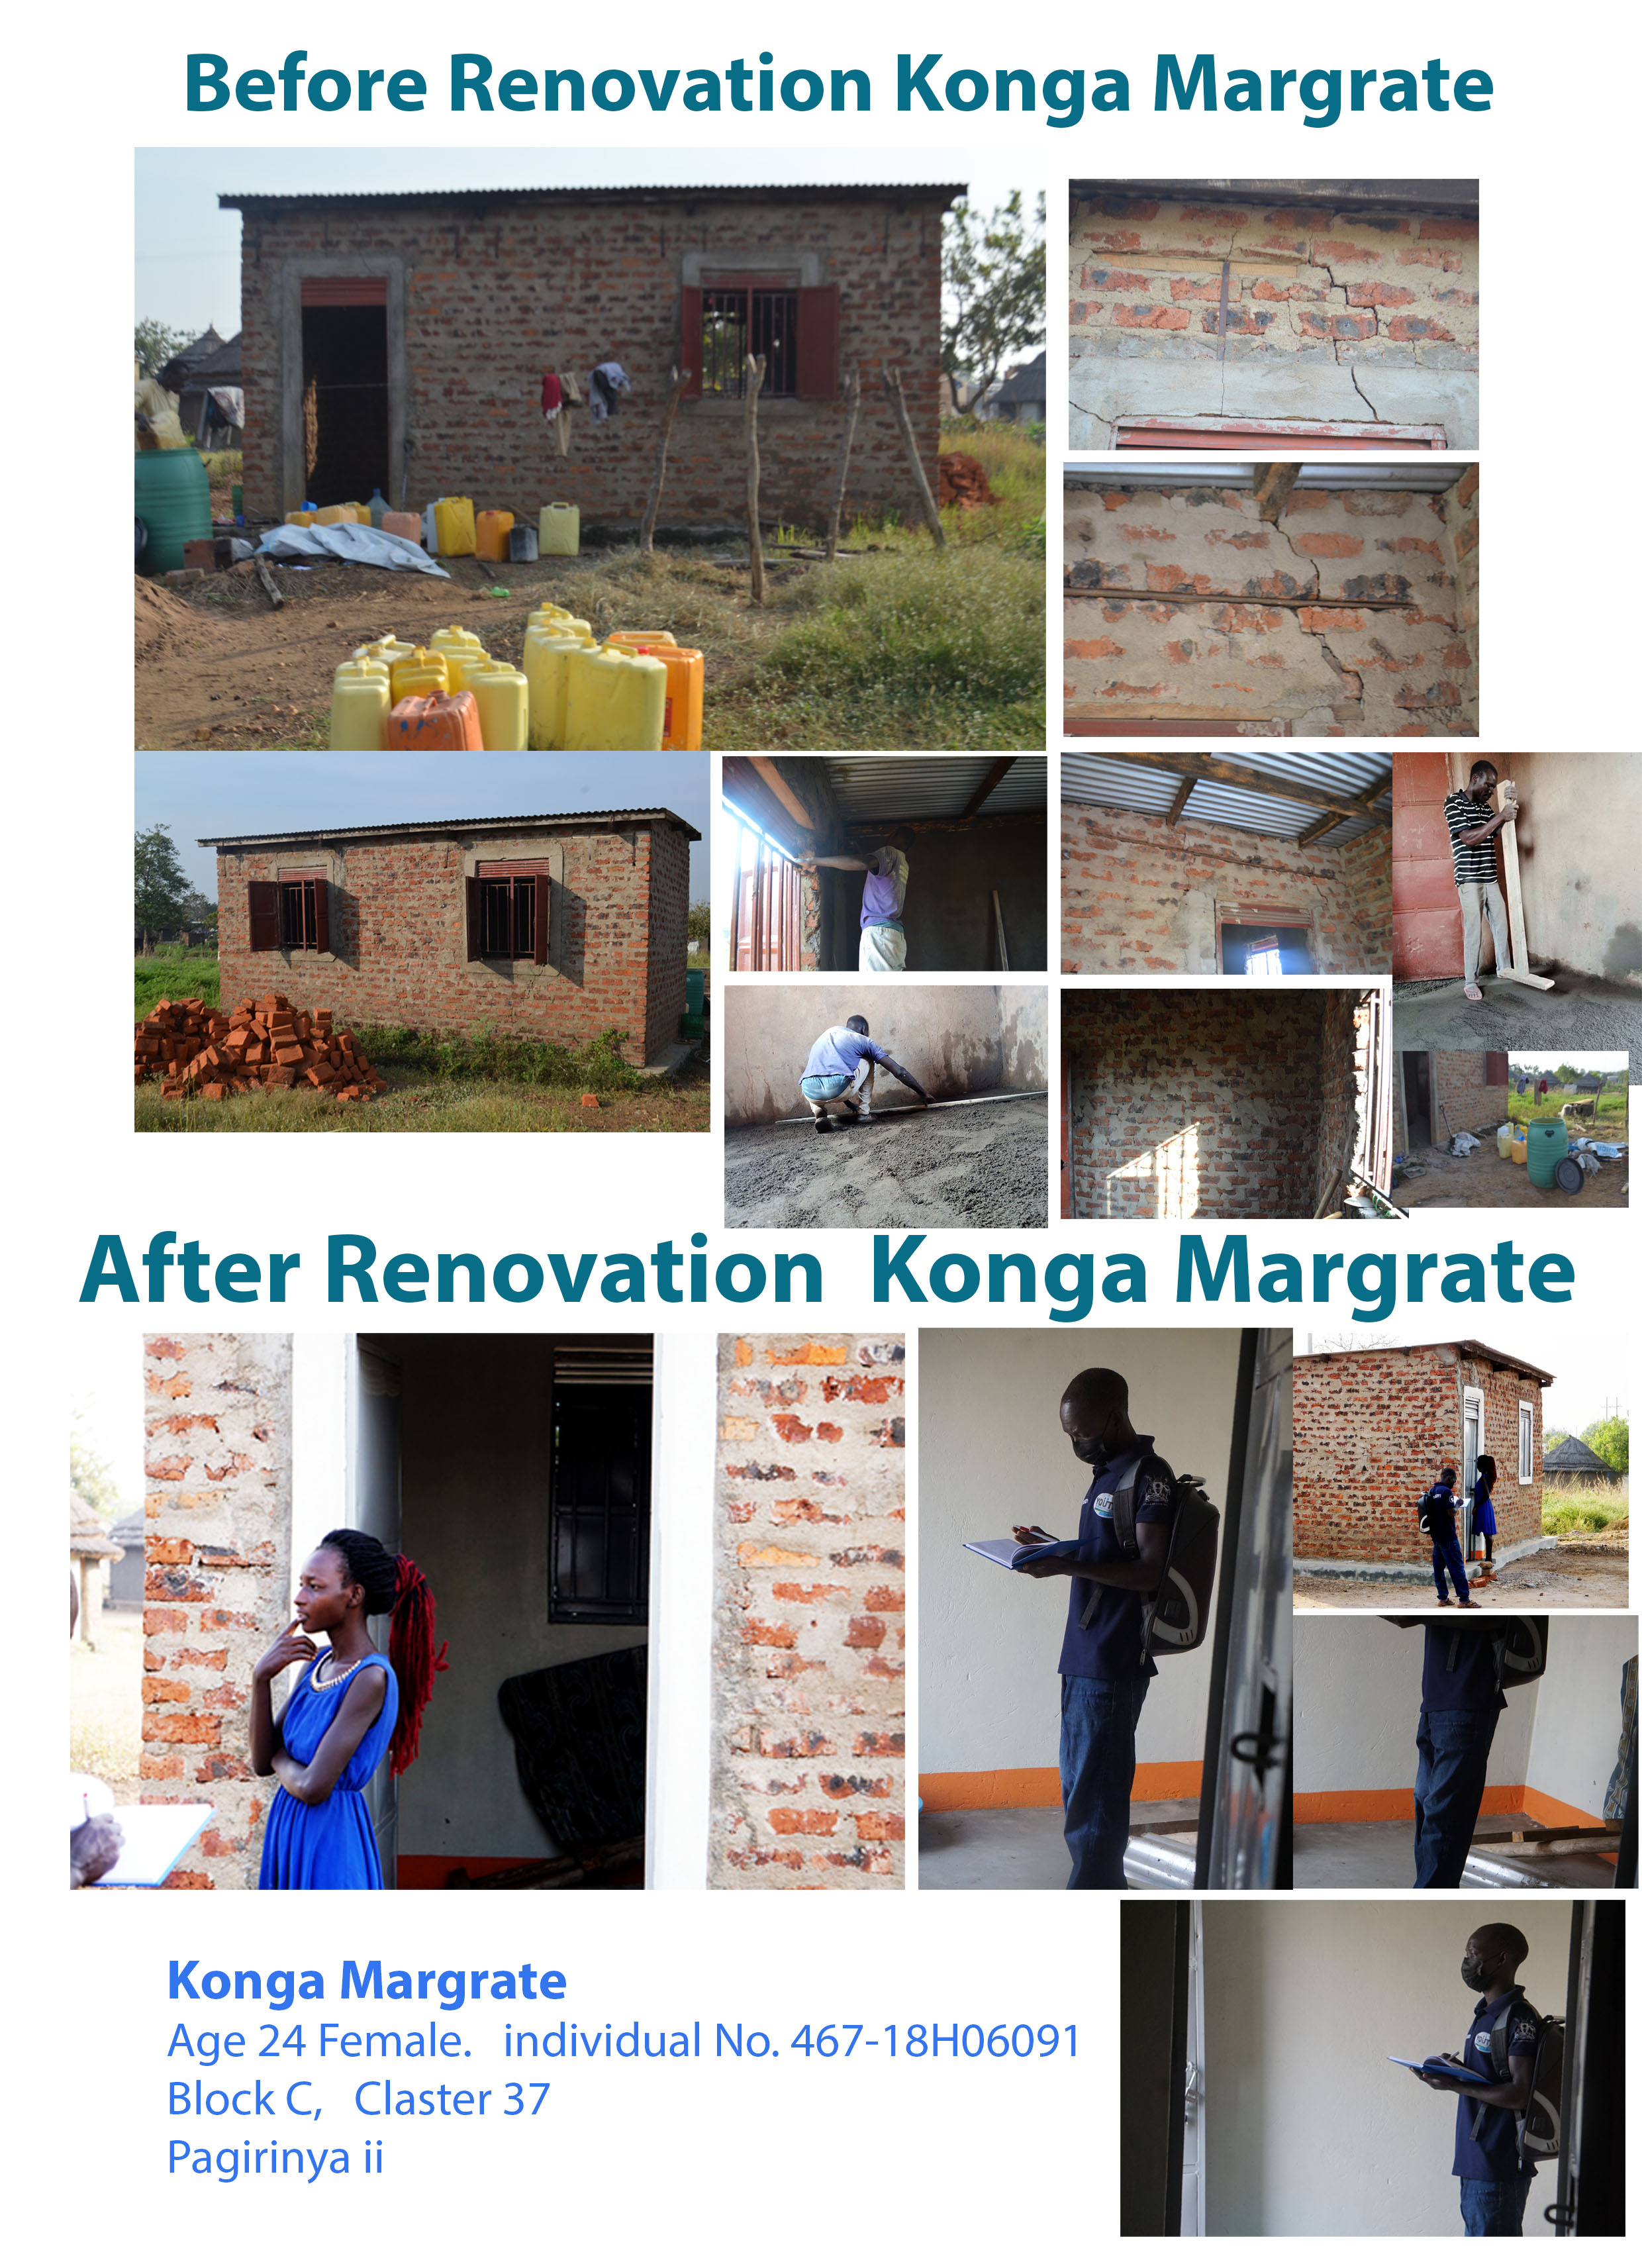 Before Renovation Konga Margrate
After Renovation Konga Margrate
Konga Margrate
Age 24 Female. individual No. 467-18H06091
Block C, Claster 37
Pagirinya ii